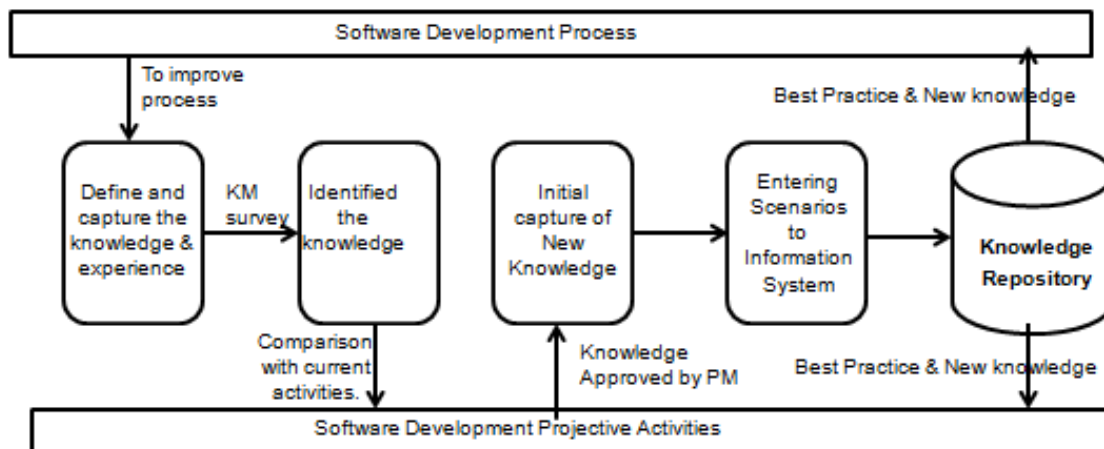 Software Development Process
To improve
process
Best Practice & New knowledge
Define and
capture the
knowledge &
experience
KM
survey
Identified
the
knowledge
Initial
capture of
New
Knowledge
Entering
Scenarios
to
Information
System
Knowledge
Repository
Comparison
with current
activities.
Knowledge
Approved by PM
Best Practice & New knowledge
Software Development Projective Activities